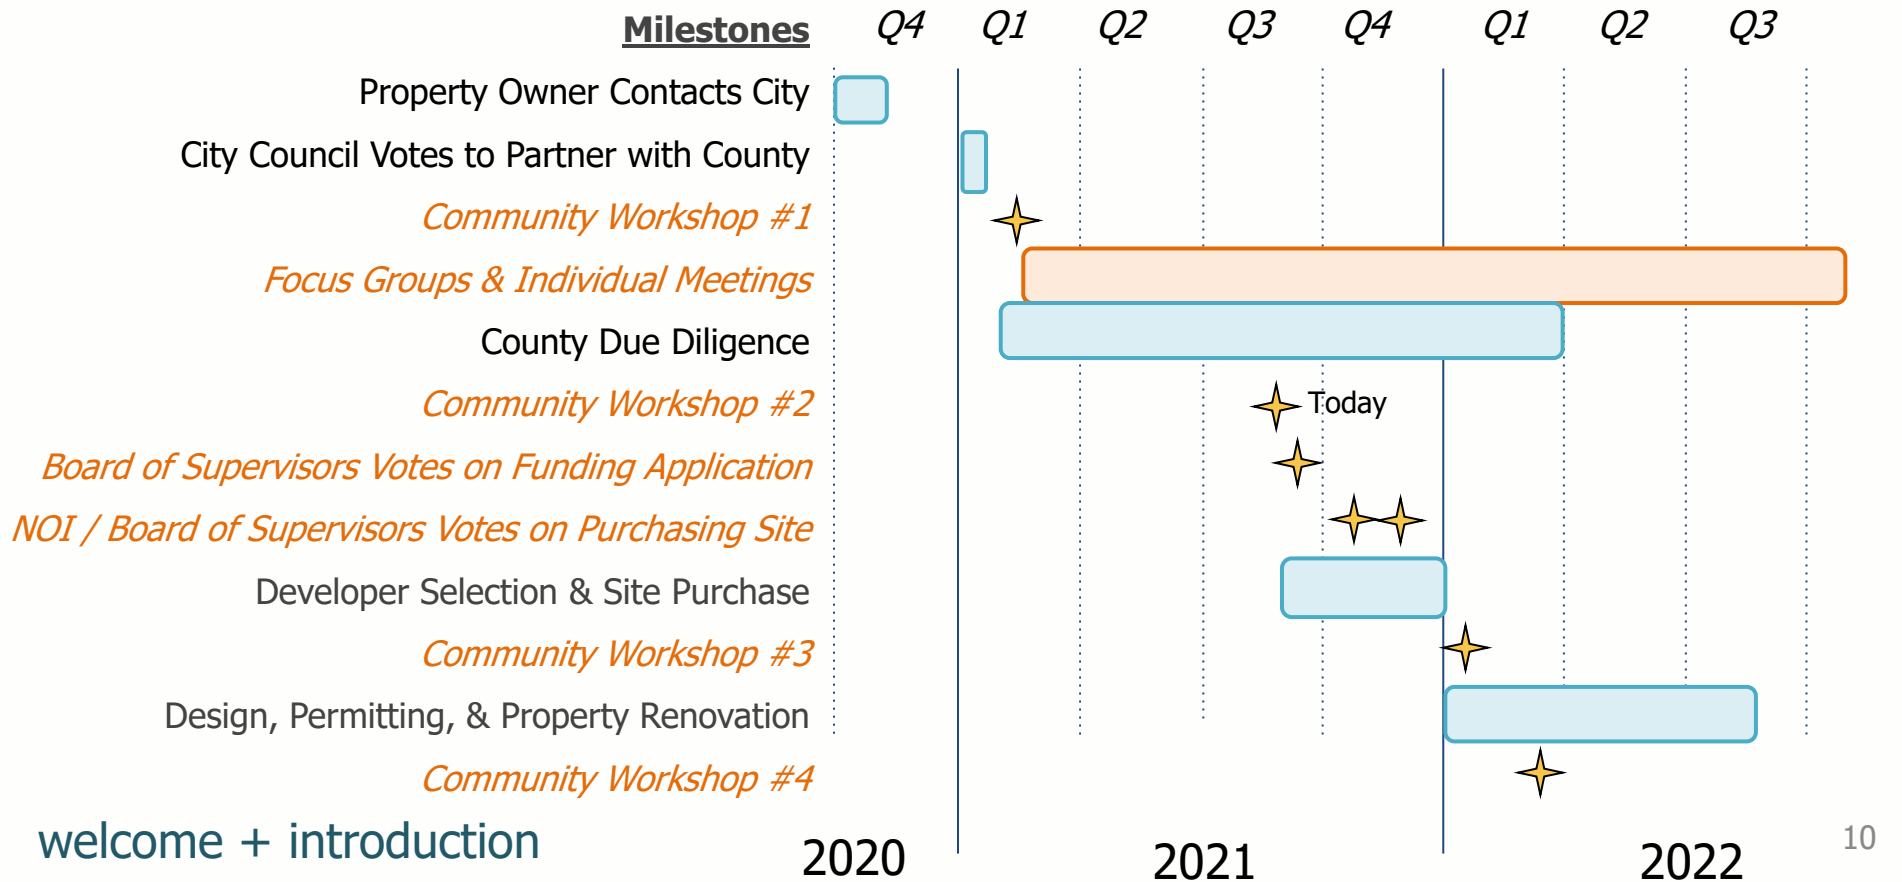 Milestones Q4 Q1 Q2 Q3 Q4 Q1 Q2 Q3
Property Owner Contacts City
City Council Votes to Partner with County
Community Workshop #1
Focus Groups & Individual Meetings
County Due Diligence
Community Workshop #2 Today
Board of Supervisors Votes on Funding Application
NOI / Board of Supervisors Votes on Purchasing Site
Developer Selection & Site Purchase
Community Workshop #3
Design, Permitting, & Property Renovation
Community Workshop #4
welcome + introduction
2020 2021 2022
10